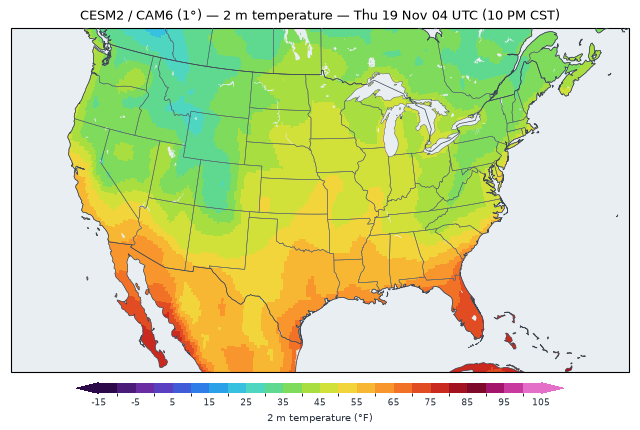 CESM2 / CAM6 (1°) — 2 m temperature — Thu 19 Nov 04 UTC (10 PM CST)
-15 -5 5 15 25 35 45 55 65 75 85 95 105
2 m temperature (°F)